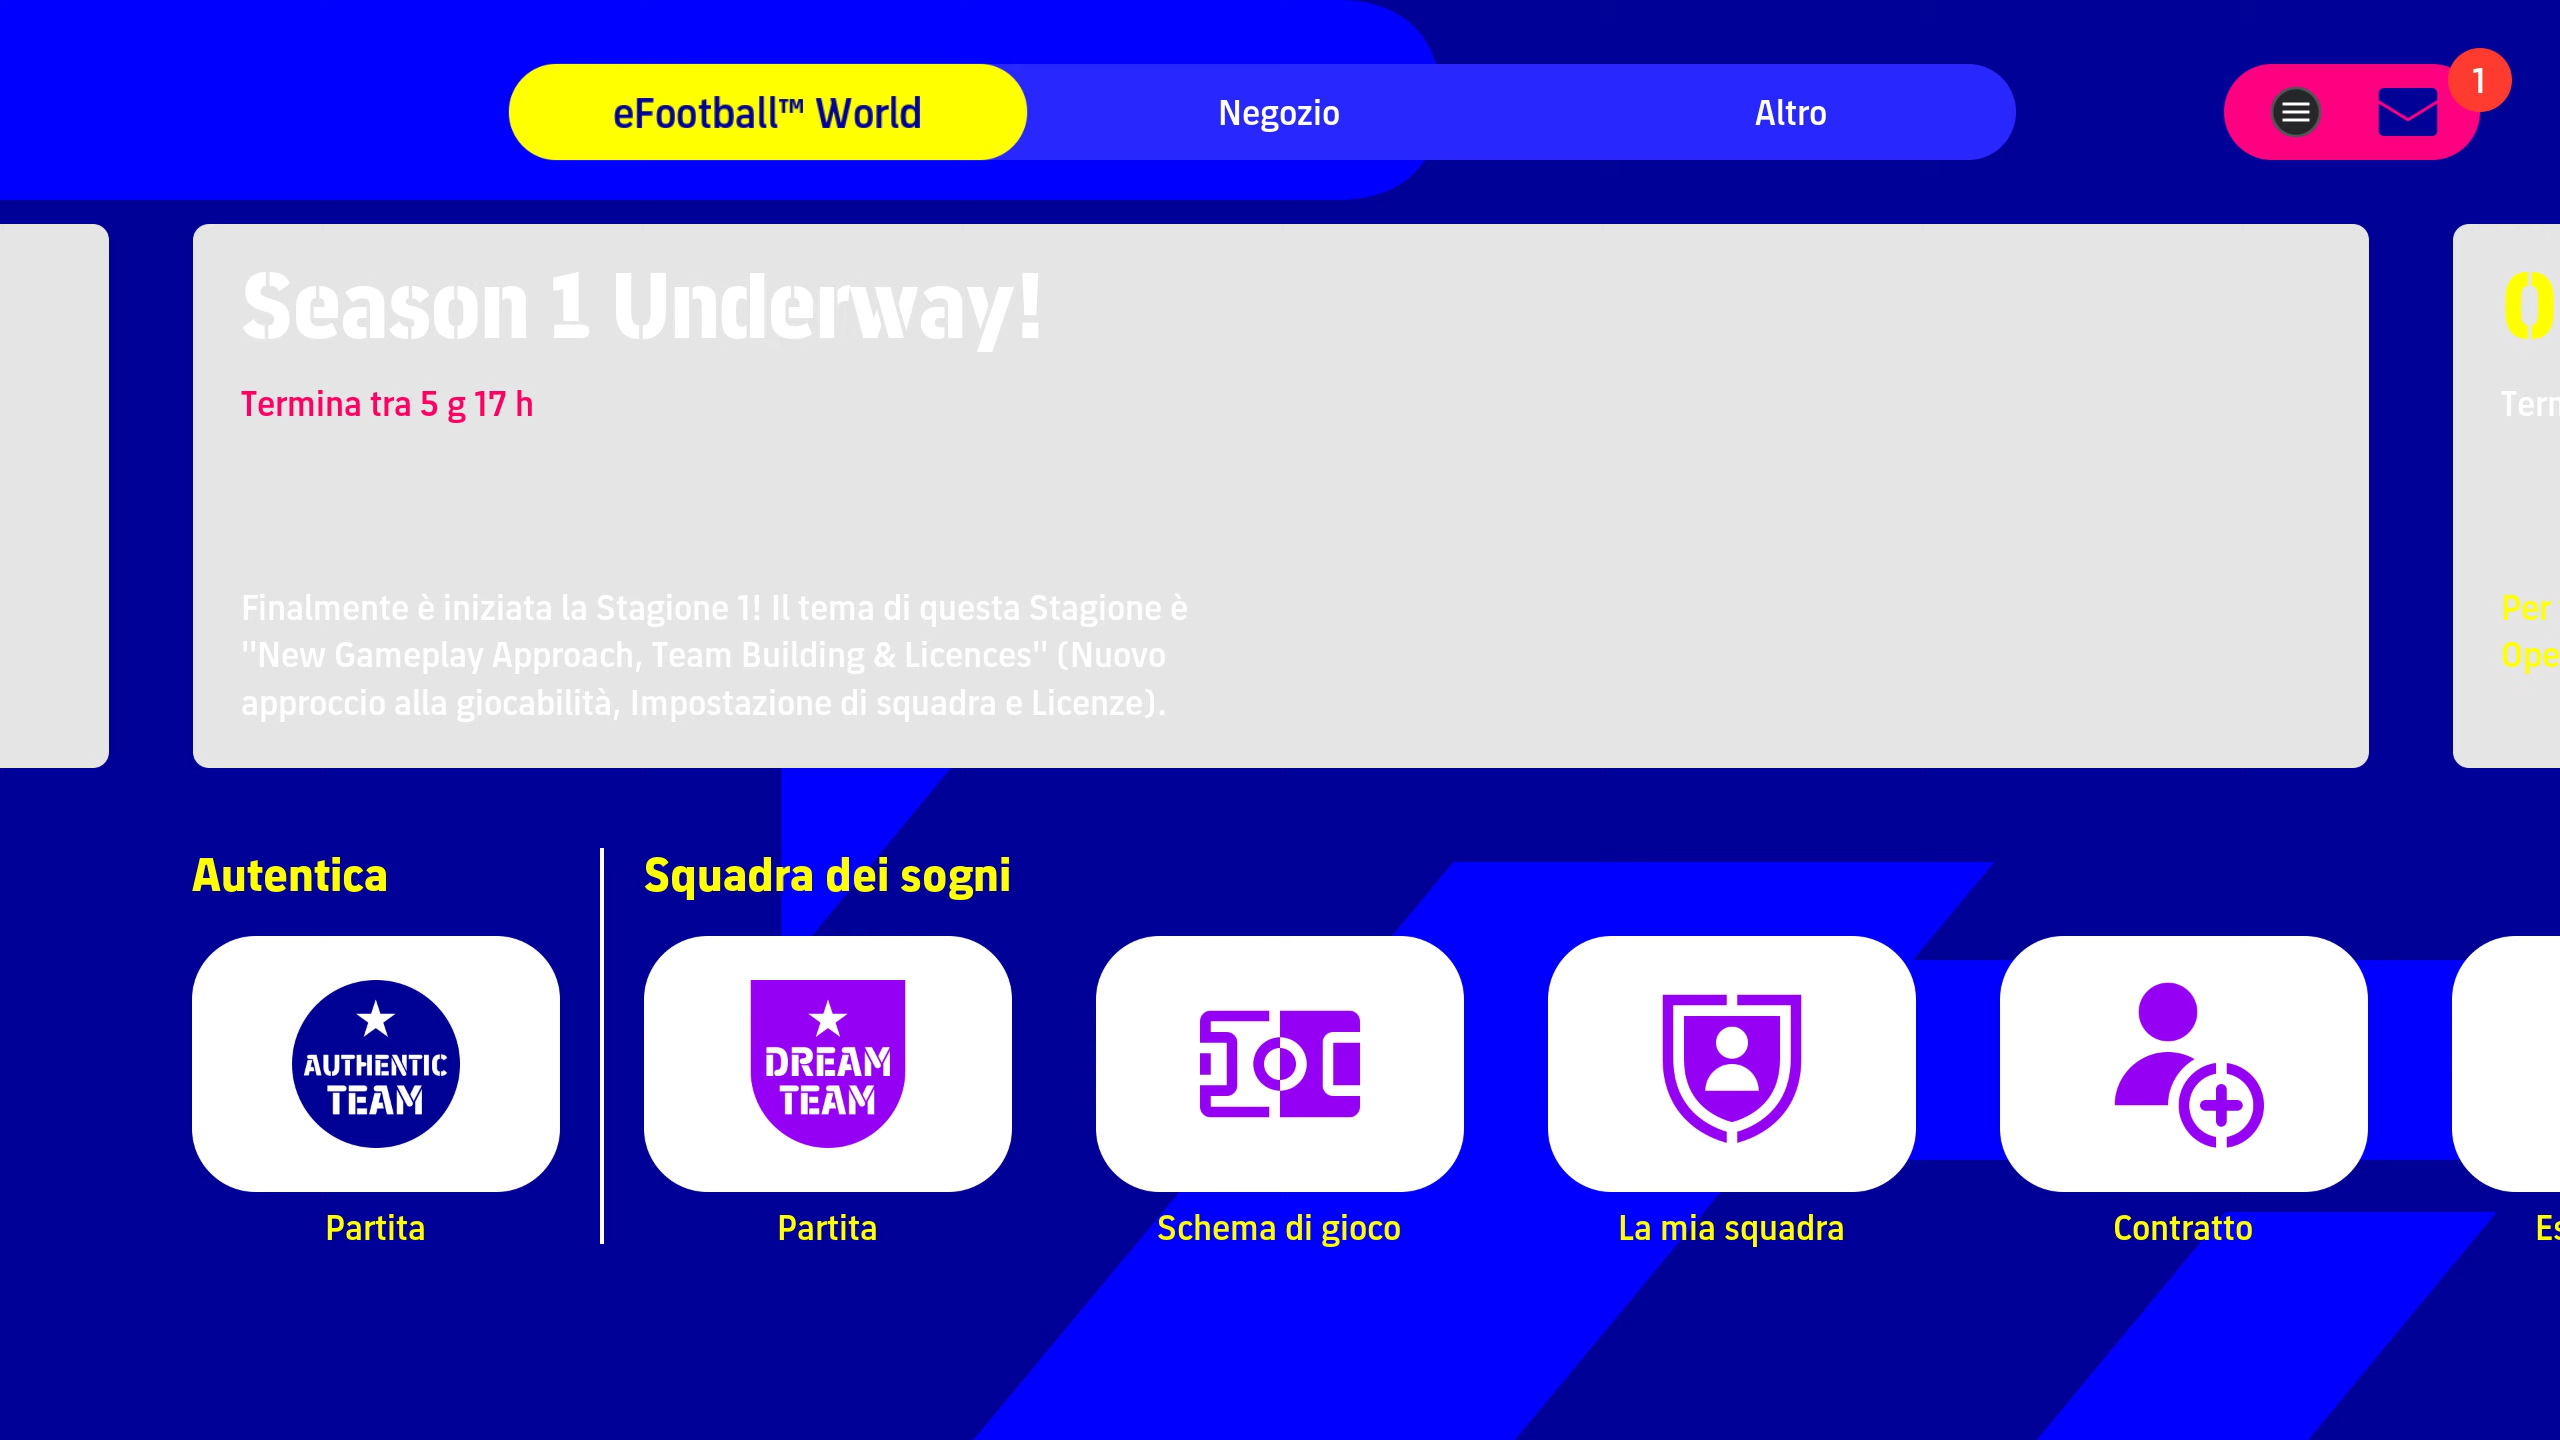 eFootball™ World
Negozio
Altro
1
Season 1 Underway!
Termina tra 5 g 17 h
Finalmente è iniziata la Stagione 1! Il tema di questa Stagione è
"New Gameplay Approach, Team Building & Licences" (Nuovo
approccio alla giocabilità, Impostazione di squadra e Licenze).
Per
Autentica
Squadra dei sogni
AUTHENTIC
TEAM
DREAM
TEAM
Partita
Partita
Schema di gioco
La mia squadra
Contratto